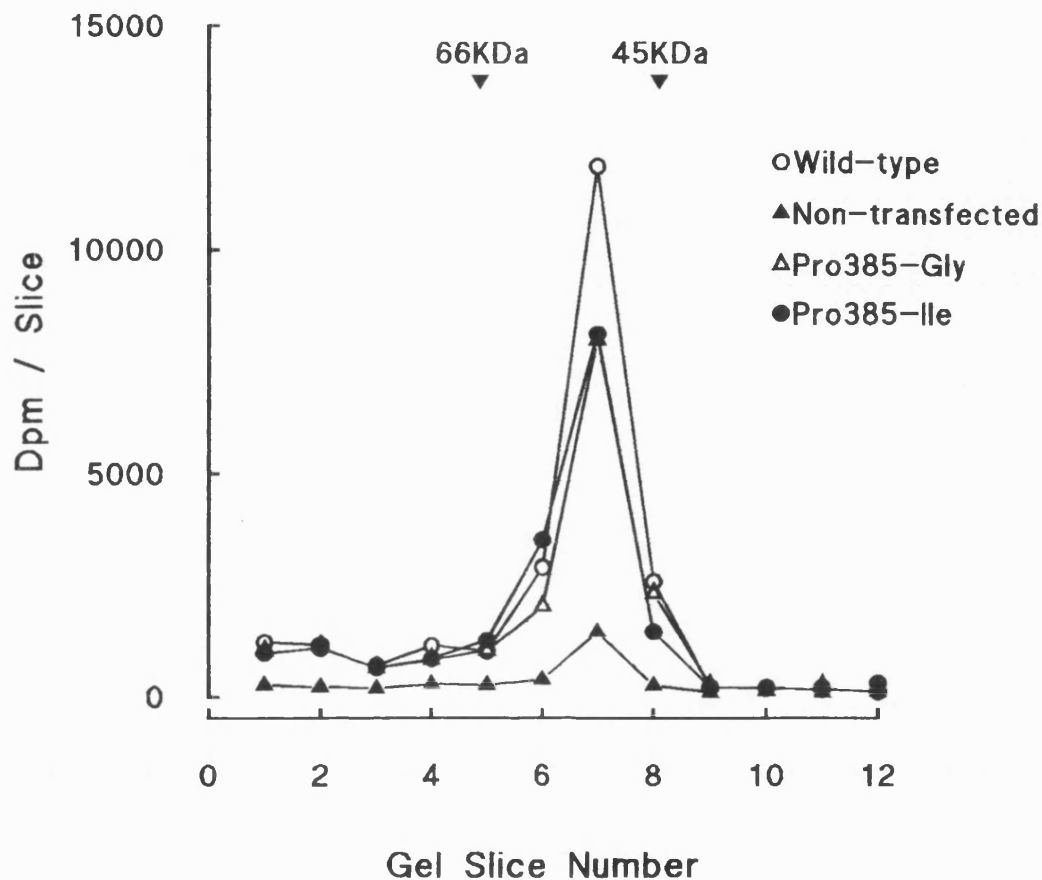 15000
66KDa 45KDa
Wild-type
Non-transfected
10000
Pro385-Gly
Pro385-Ile
Dpm / Slice
5000
0
0 2 4 6 8 10 12
Gel Slice Number